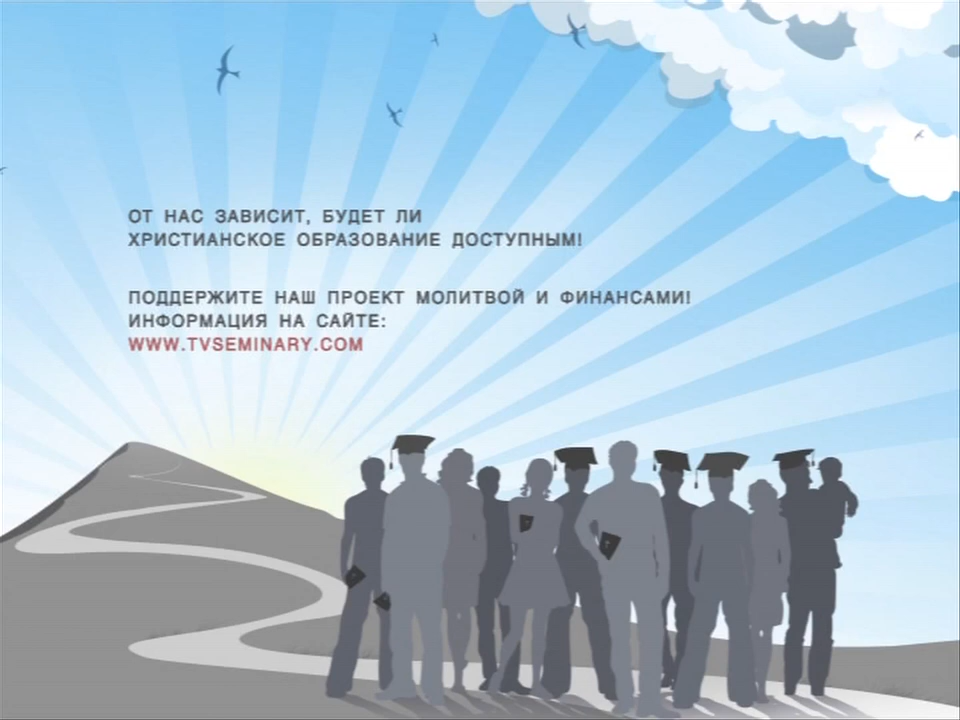 ОТ НАС ЗАВИСИТ, БУДЕТ ЛИ
ХРИСТИАНСКОЕ ОБРАЗОВАНИЕ ДОСТУПНЫМ!
ПОДДЕРЖИТЕ НАШ ПРОЕКТ МОЛИТВОЙ И ФИНАНСАМИ!
ИНФОРМАЦИЯ НА САЙТЕ:
WWW.TVSEMINARY.COM